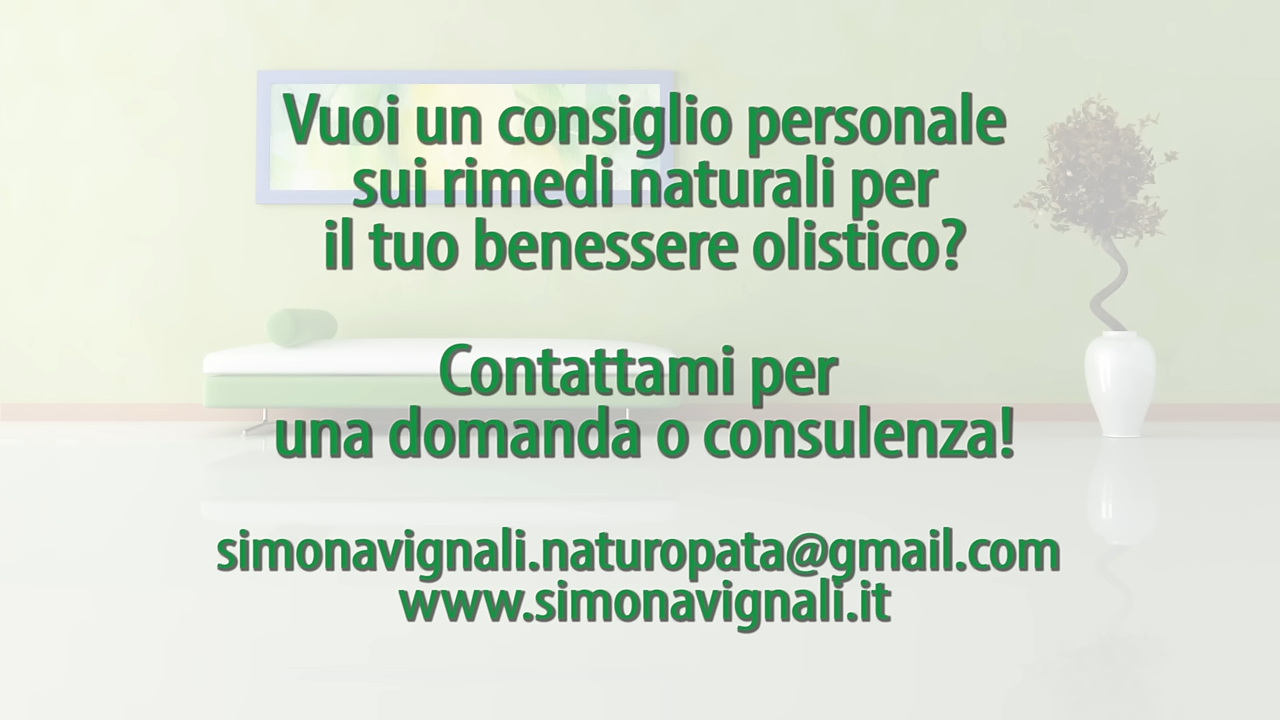 Vuoi un consiglio personale
sui rimedi naturali per
il tuo benessere olistico?
Contattami per
una domanda o consulenza!
simonavignali.naturopata@gmail.com
www.simonavignali.it